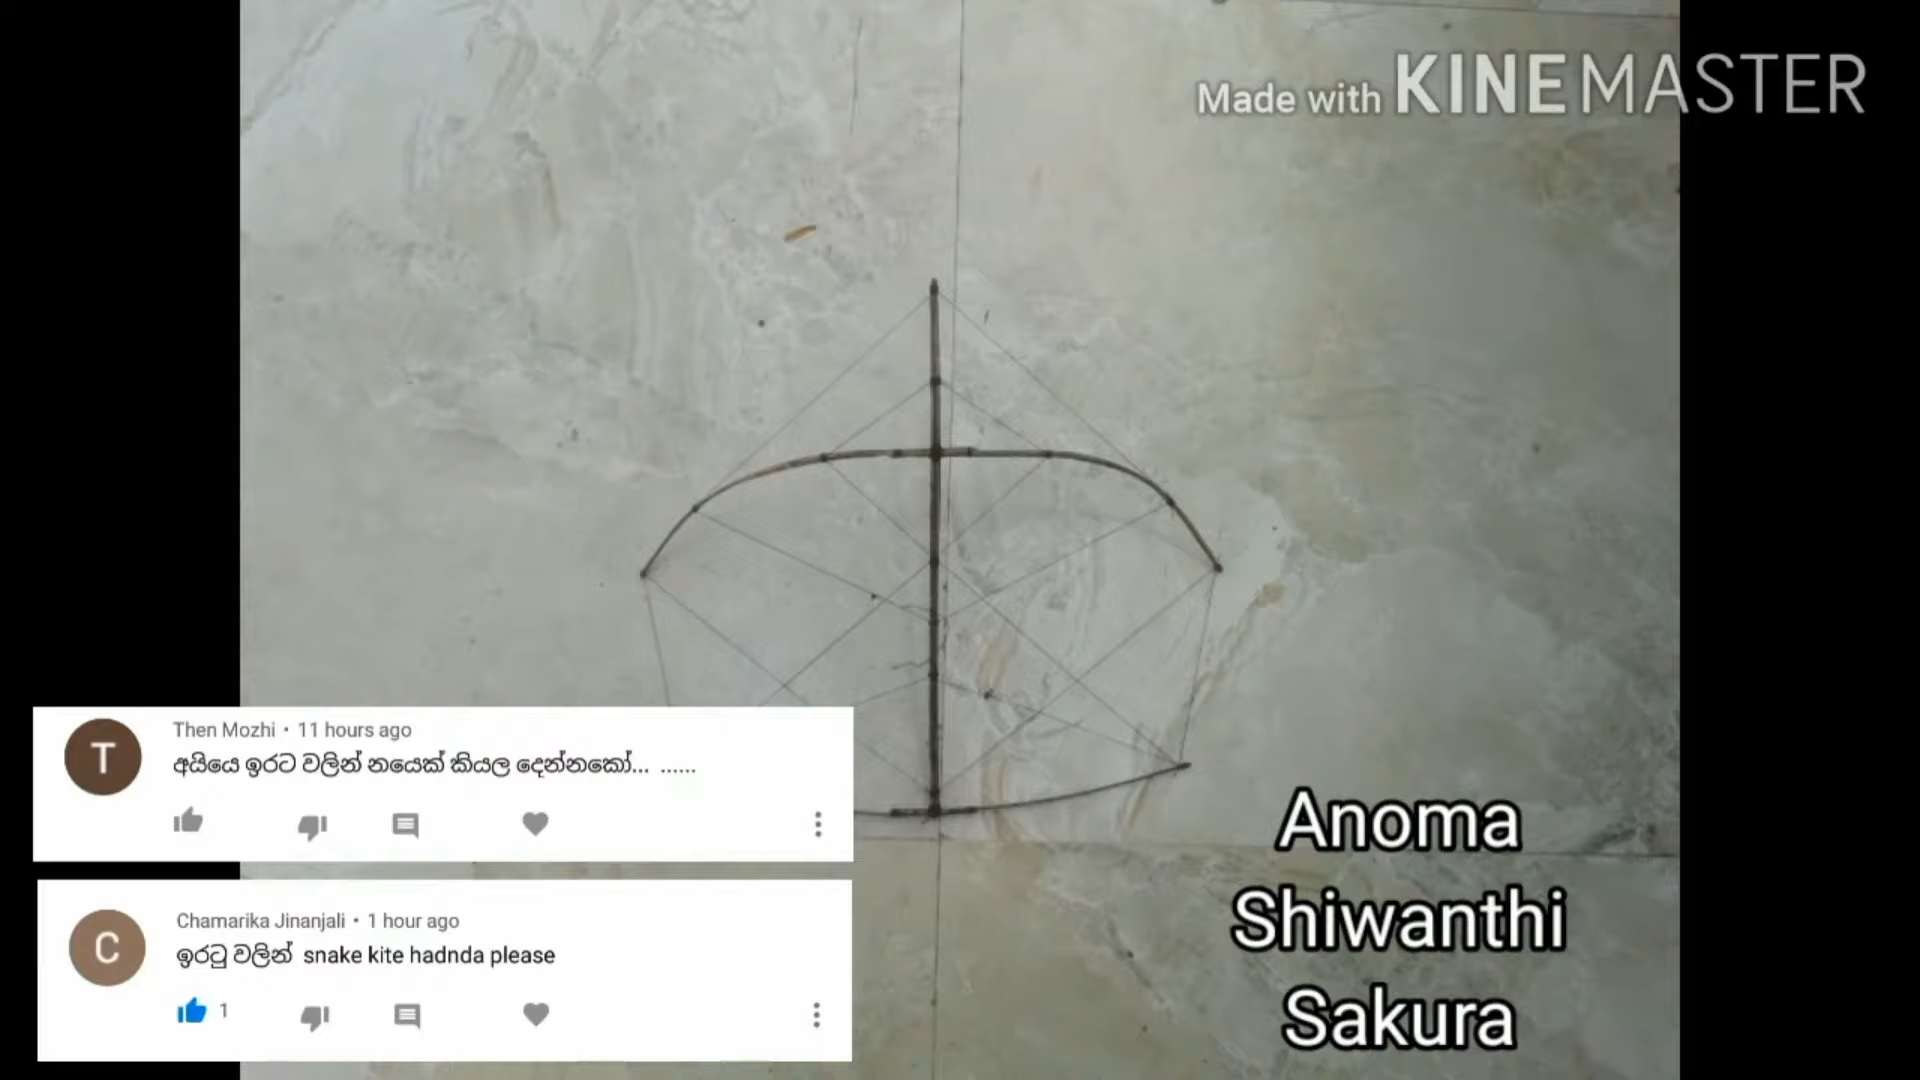 Made with KINEMASTER
Then Mozhi • 11 hours ago
අයියෙ ඉරට වලින් නයෙක් කියල දෙන්නකෝ... ......
Chamarika Jinanjali • 1 hour ago
ඉරටු වලින් snake kite hadnda please
1
Anoma
Shiwanthi
Sakura
T
C